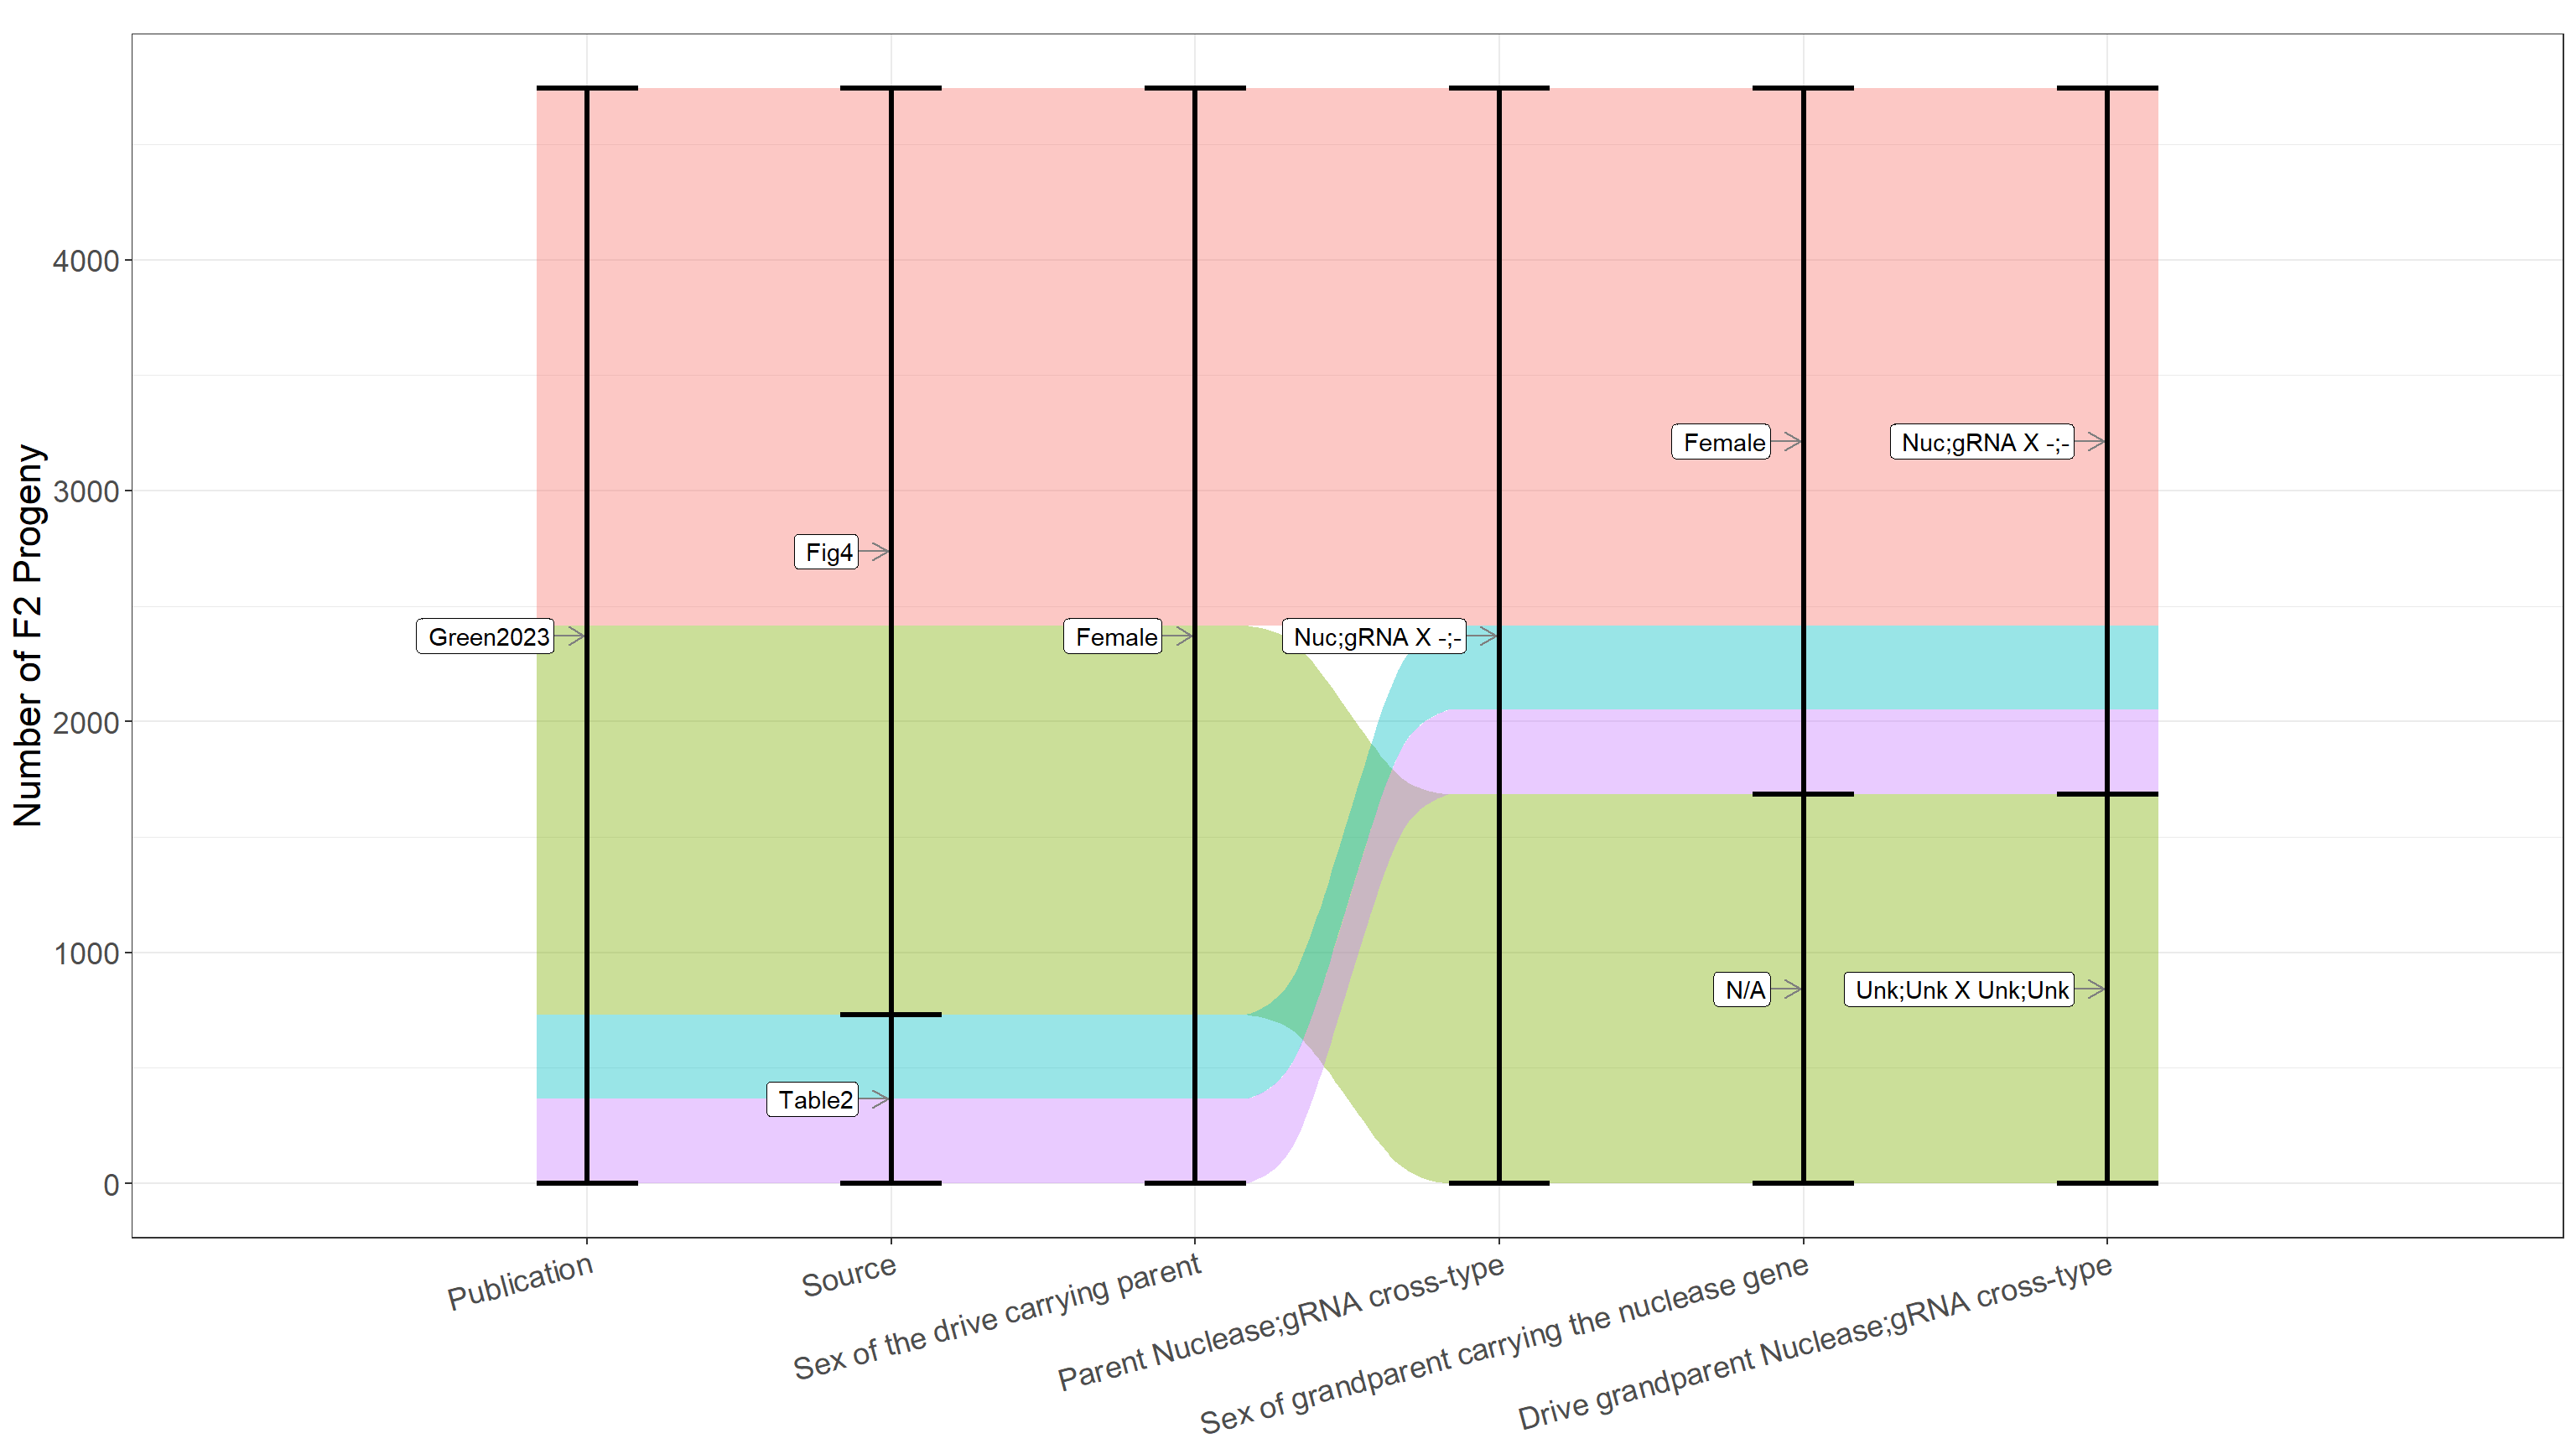 Number of F2 Progeny
4000
3000
2000
1000
0
Green2023
Fig4
Table2
Female
Nuc;gRNA X -;-
Female
N/A
Nuc;gRNA X -;-
Unk;Unk X Unk;Unk
Publication
Source
Sex of the drive carrying parent
Parent Nuclease;gRNA cross-type
Sex of grandparent carrying the nuclease gene
Drive grandparent Nuclease;gRNA cross-type